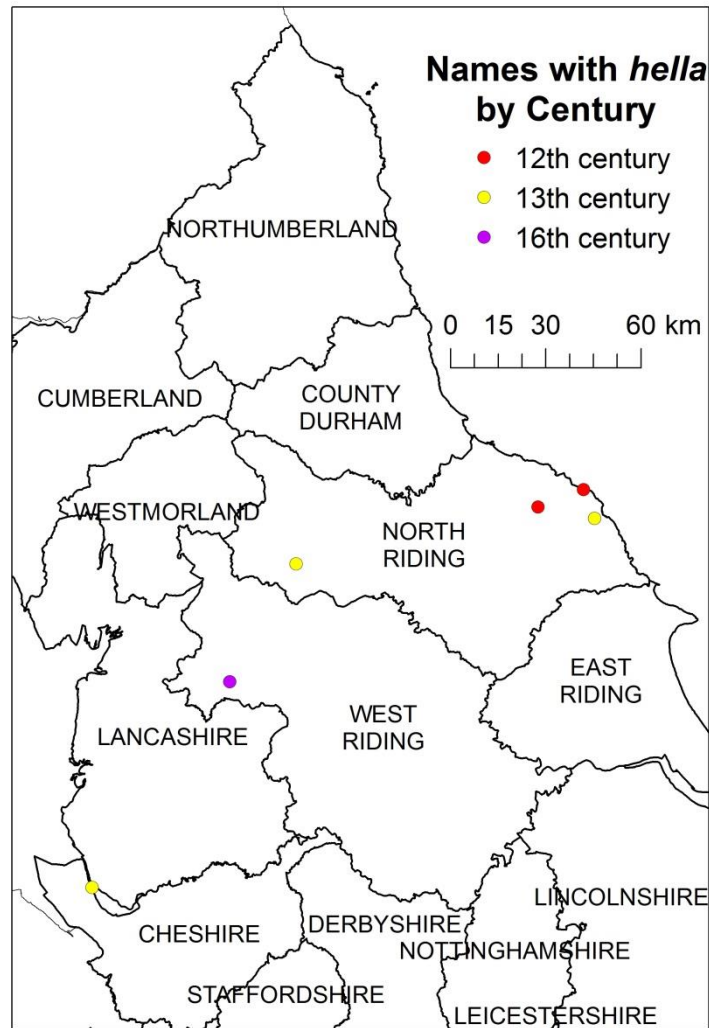 Names with hella
by Century
12th century
13th century
16th century
0 15 30 60 km
NORTHUMBERLAND
CUMBERLAND
COUNTY
DURHAM
WESTMORLAND
NORTH
RIDING
EAST
RIDING
WEST
RIDING
LANCASHIRE
LINCOLNSHIRE
DERBYSHIRE
CHESHIRE
NOTTINGHAMSHIRE
STAFFORDSHIRE
LEICESTERSHIRE